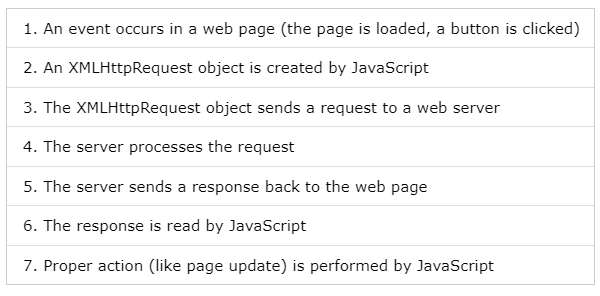 1. An event occurs in a web page (the page is loaded, a button is clicked)
2. An XMLHttpRequest object is created by JavaScript
3. The XMLHttpRequest object sends a request to a web server
4. The server processes the request
5. The server sends a response back to the web page
6. The response is read by JavaScript
7. Proper action (like page update) is performed by JavaScript